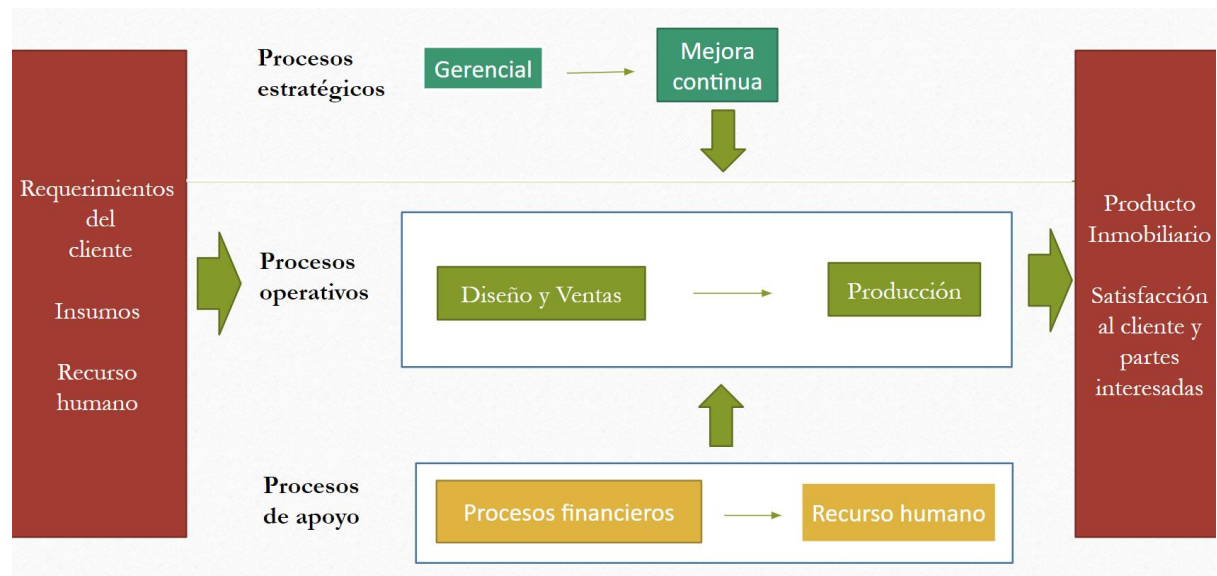 Requerimientos
del
cliente
Insumos
Recurso
humano
Procesos
estratégicos
Gerencial
Mejora
continua
Procesos
operativos
Diseño y Ventas
Producción
Procesos
de apoyo
Procesos financieros
Recurso humano
Producto
Inmobiliario
Satisfacción
al cliente y
partes
interesadas